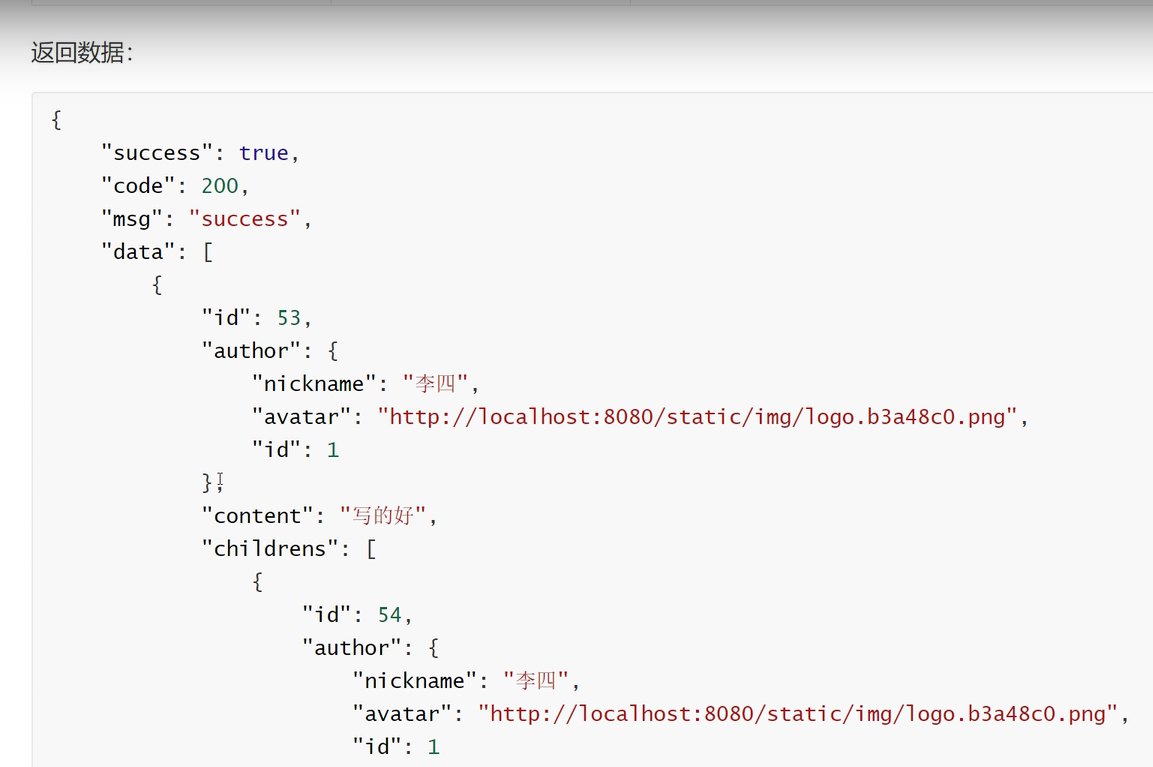 返回数据：
{
"success": true,
"code": 200,
"msg": "success",
"data": [
{
"id": 53,
"author": {
"nickname": "李四",
"avatar": "http://localhost:8080/static/img/logo.b3a48c0.png",
"id": 1
},
"content": "写的好",
"childrens": [
{
"id": 54,
"author": {
"nickname": "李四",
"avatar": "http://localhost:8080/static/img/logo.b3a48c0.png",
"id": 1